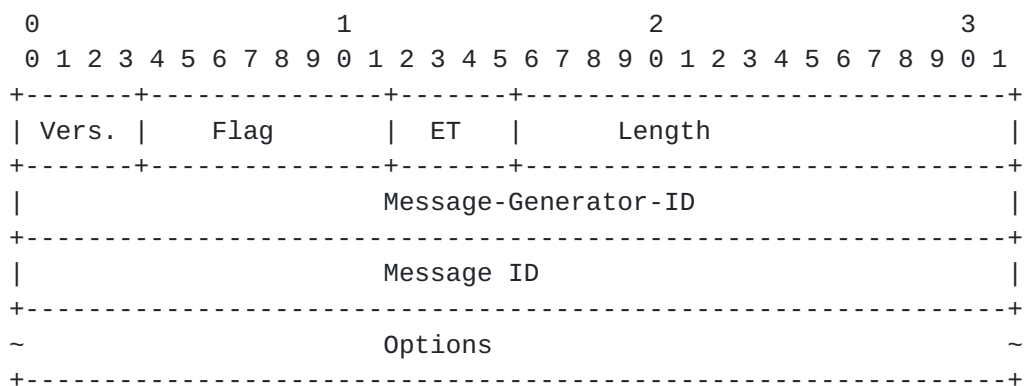 0                   1                   2                   3
 0 1 2 3 4 5 6 7 8 9 0 1 2 3 4 5 6 7 8 9 0 1 2 3 4 5 6 7 8 9 0 1
+-------+---------------+-------+-------------------------------+
| Vers. |    Flag       |  ET   |      Length                   |
+-------+---------------+-------+-------------------------------+
|                       Message-Generator-ID                    |
+---------------------------------------------------------------+
|                       Message ID                              |
+---------------------------------------------------------------+
~                       Options                                 ~
+---------------------------------------------------------------+